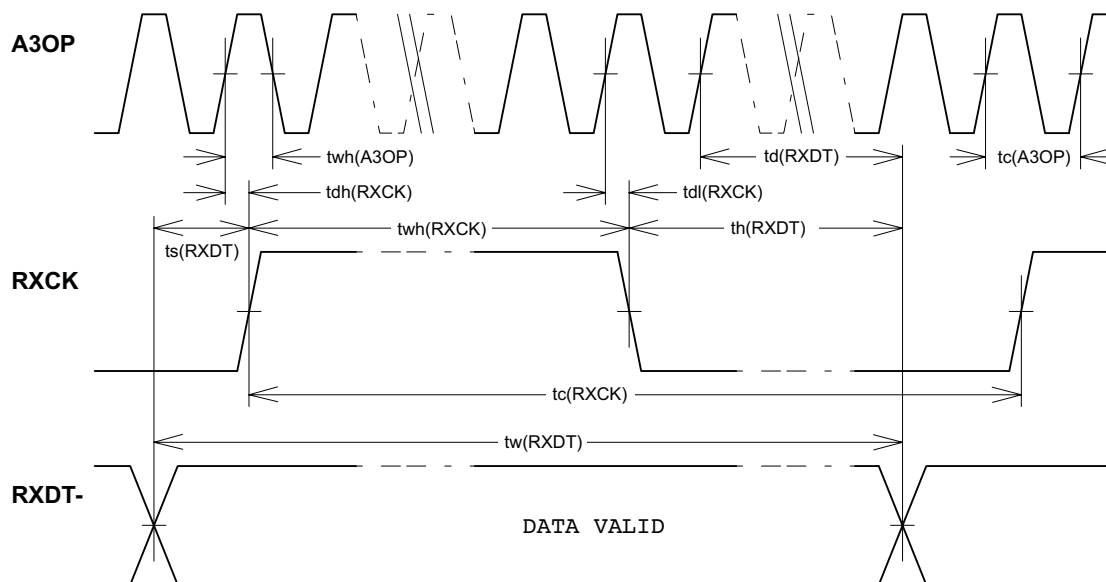 A3OP
twh(A3OP)
td(RXDT)
tc(A3OP)
tdh(RXCK)
tdl(RXCK)
twh(RXCK)
th(RXDT)
ts(RXDT)
RXCK
tc(RXCK)
tw(RXDT)
RXDT-
DATA VALID